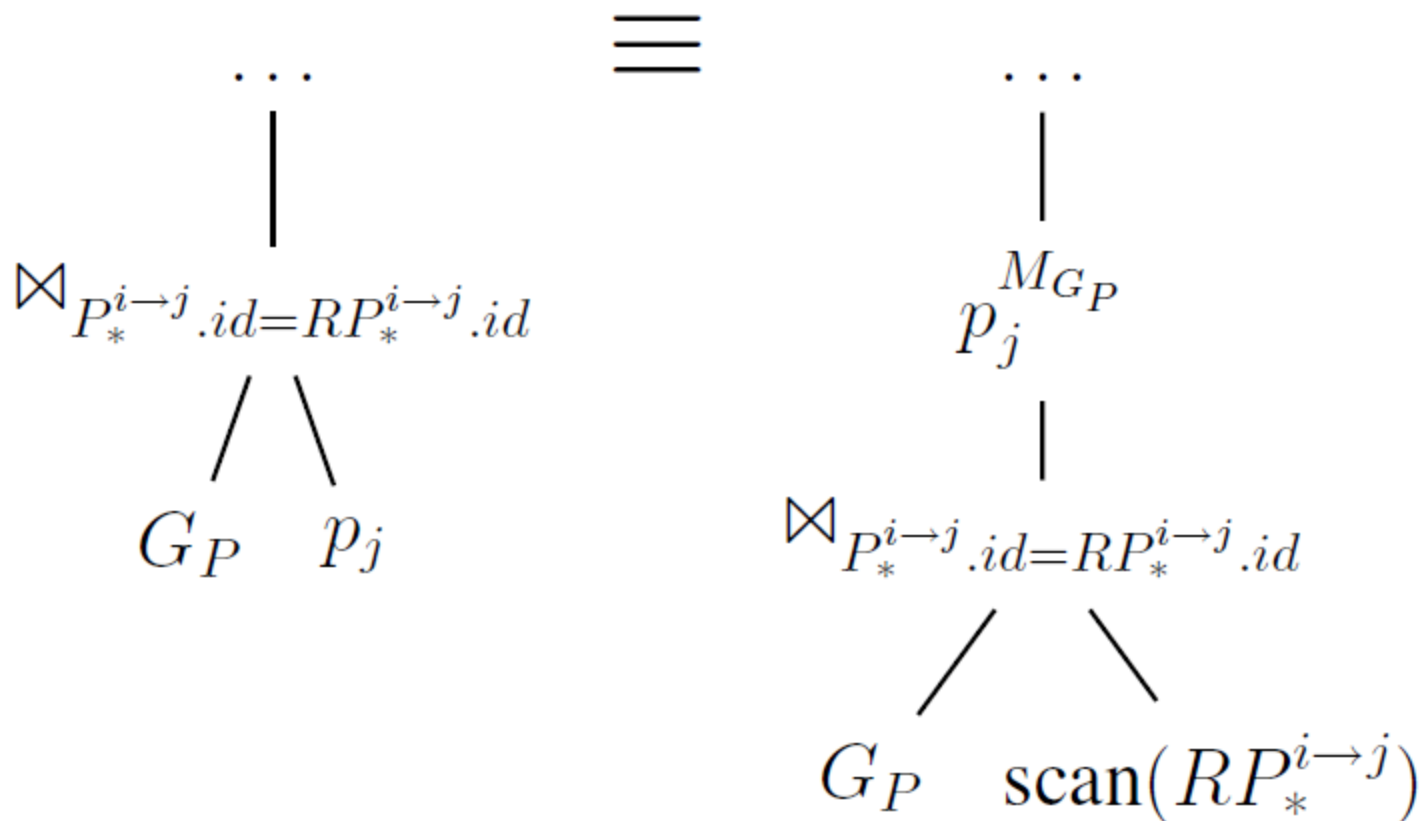 ≡
... ...
⋈_{P_*^{i→j}.id=RP_*^{i→j}.id} p_j^{M_{G_P}}
G_P p_j ⋈_{P_*^{i→j}.id=RP_*^{i→j}.id}
G_P scan(RP_*^{i→j})